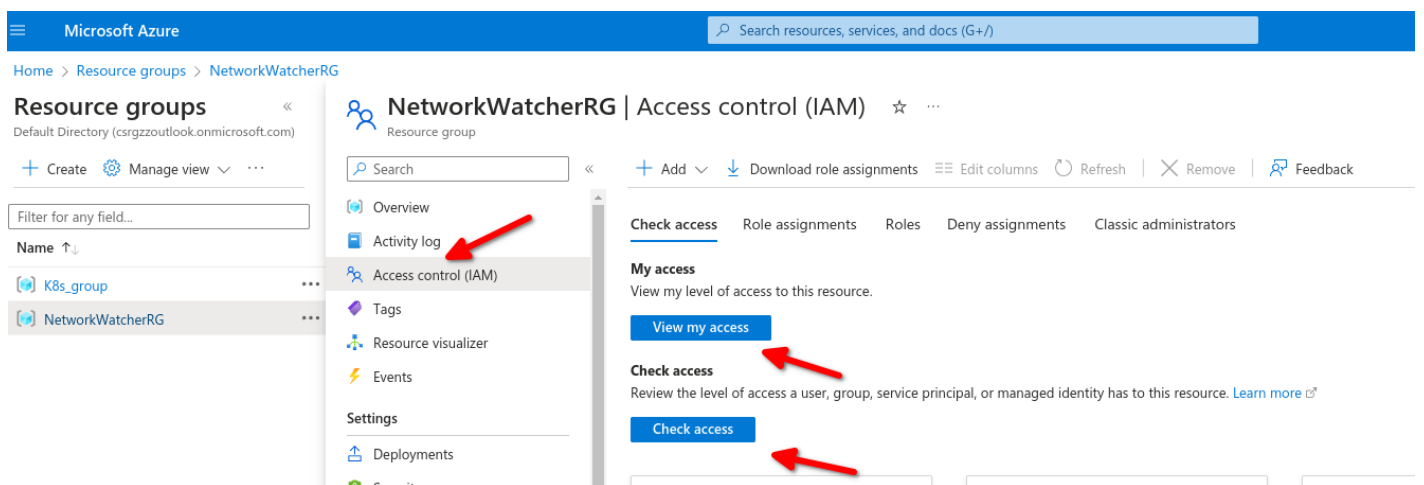 Microsoft Azure
Search resources, services, and docs (G+/)
Home > Resource groups > NetworkWatcherRG
Resource groups «
Default Directory (csrgzzoutlook.onmicrosoft.com)
+ Create Manage view ···
Filter for any field...
Name ↑↓
K8s_group ···
NetworkWatcherRG ···
NetworkWatcherRG | Access control (IAM) ☆ ···
Resource group
Search «
Overview
Activity log
Access control (IAM)
Tags
Resource visualizer
Events
Settings
Deployments
+ Add Download role assignments Edit columns Refresh | Remove | Feedback
Check access Role assignments Roles Deny assignments Classic administrators
My access
View my level of access to this resource.
View my access
Check access
Review the level of access a user, group, service principal, or managed identity has to this resource. Learn more
Check access